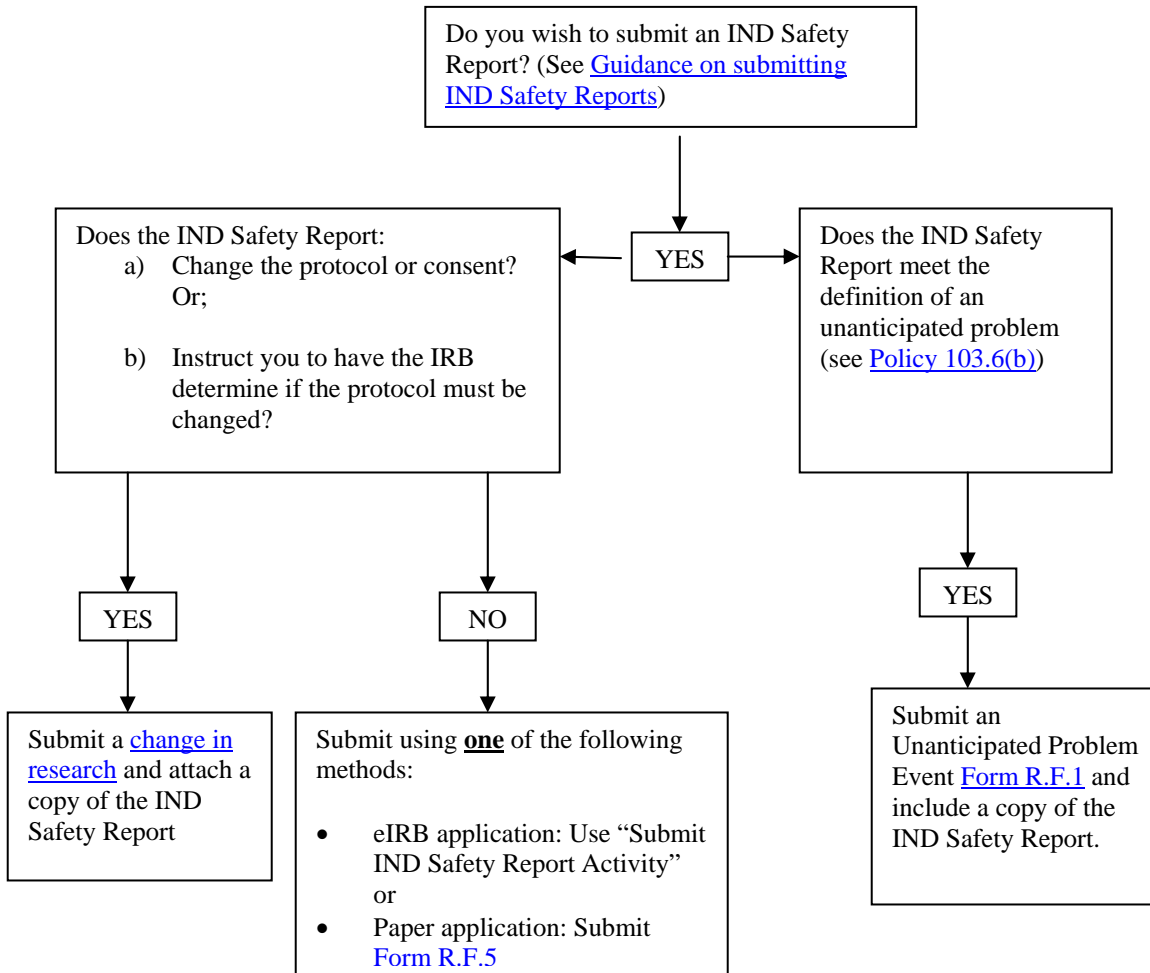 Do you wish to submit an IND Safety
Report? (See Guidance on submitting
IND Safety Reports)
YES
Does the IND Safety Report:
a) Change the protocol or consent?
Or;
b) Instruct you to have the IRB
determine if the protocol must be
changed?
Does the IND Safety
Report meet the
definition of an
unanticipated problem
(see Policy 103.6(b))
YES
NO
YES
Submit a change in
research and attach a
copy of the IND
Safety Report
Submit using one of the following
methods:
• eIRB application: Use “Submit
IND Safety Report Activity”
or
• Paper application: Submit
Form R.F.5
Submit an
Unanticipated Problem
Event Form R.F.1 and
include a copy of the
IND Safety Report.